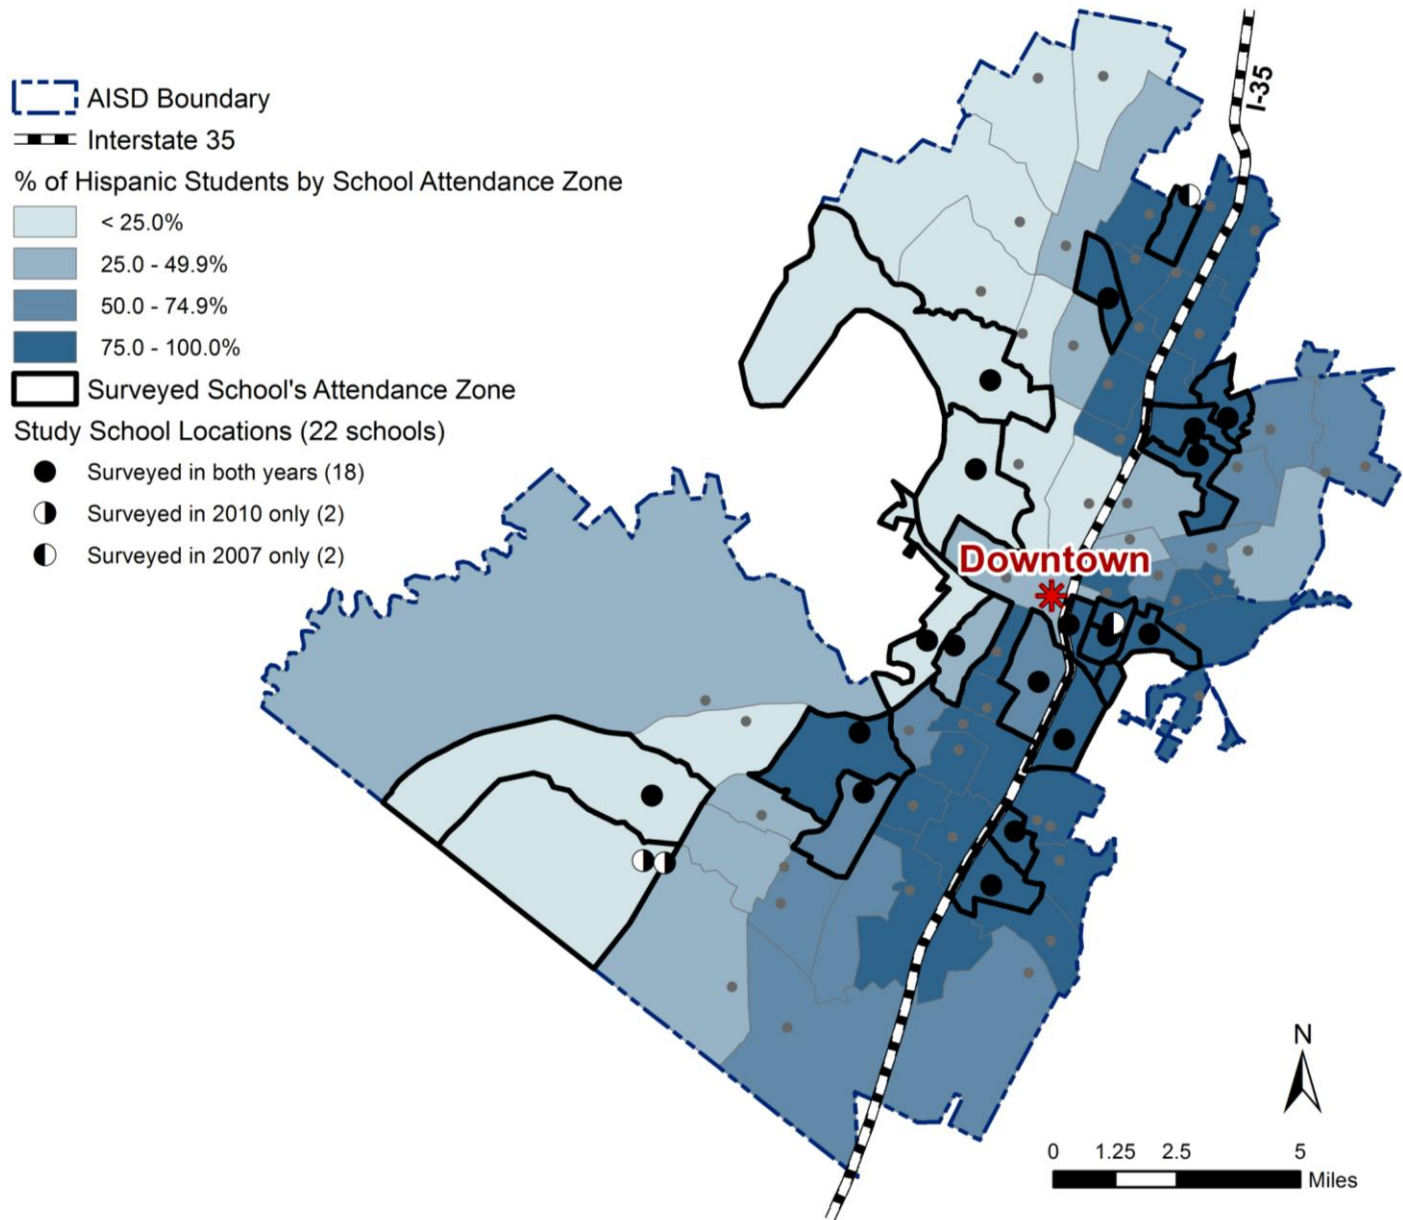 AISD Boundary
Interstate 35
% of Hispanic Students by School Attendance Zone
< 25.0%
25.0 - 49.9%
50.0 - 74.9%
75.0 - 100.0%
Surveyed School's Attendance Zone
Study School Locations (22 schools)
Surveyed in both years (18)
Surveyed in 2010 only (2)
Surveyed in 2007 only (2)
I-35
Downtown
N
0 1.25 2.5 5
Miles